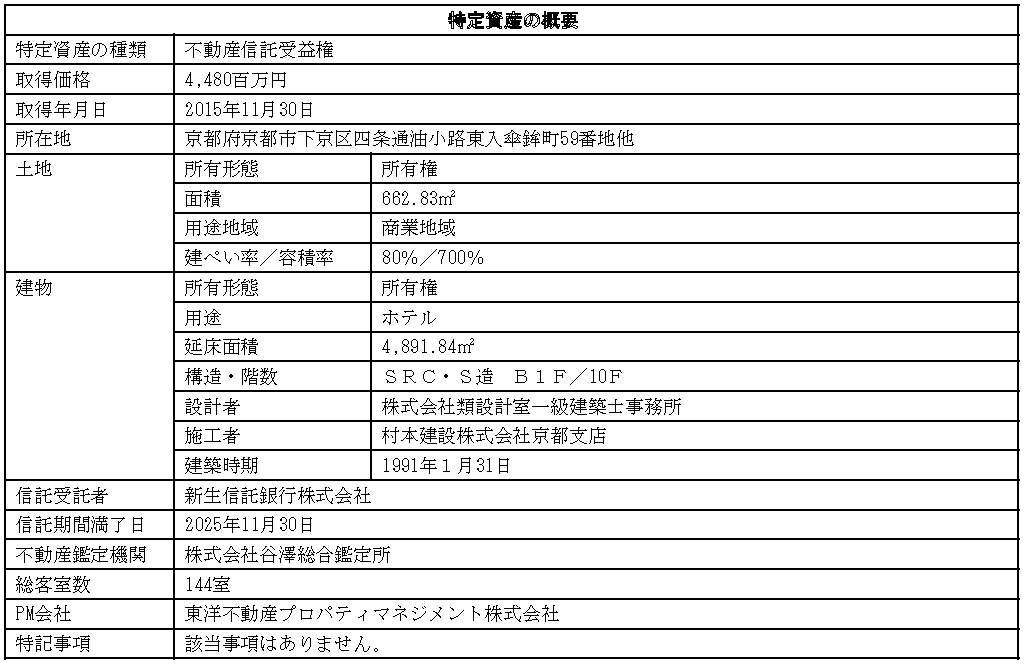 特定資産の概要
特定資産の種類 不動産信託受益権
取得価格 4,480百万円
取得年月日 2015年11月30日
所在地 京都府京都市下京区四条通油小路東入傘鉾町59番地他
土地 所有形態 所有権
面積 662.83㎡
用途地域 商業地域
建ぺい率／容積率 80％／700％
建物 所有形態 所有権
用途 ホテル
延床面積 4,891.84㎡
構造・階数 ＳＲＣ・Ｓ造　Ｂ１Ｆ／10Ｆ
設計者 株式会社類設計室一級建築士事務所
施工者 村本建設株式会社京都支店
建築時期 1991年１月31日
信託受託者 新生信託銀行株式会社
信託期間満了日 2025年11月30日
不動産鑑定機関 株式会社谷澤総合鑑定所
総客室数 144室
PM会社 東洋不動産プロパティマネジメント株式会社
特記事項 該当事項はありません。